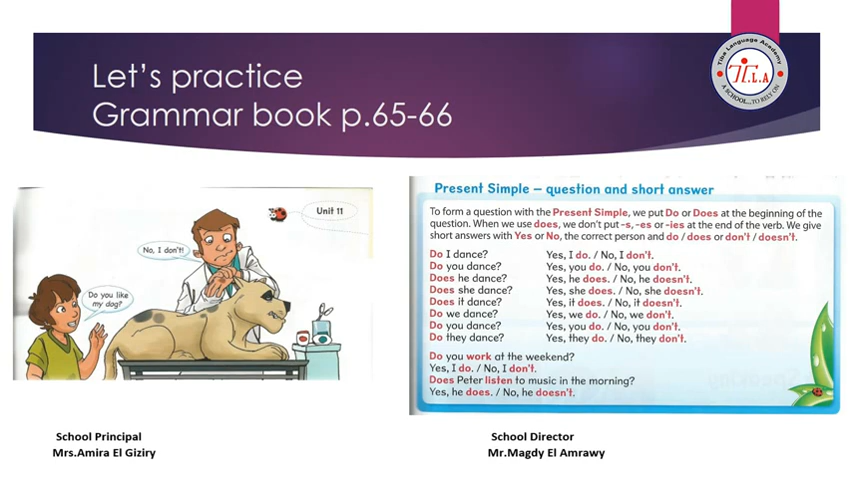 Let's practice
Grammar book p.65-66
Tiba Language Academy
T.L.A
A SCHOOL...TO RELY ON
Unit 11
No, I don't!
Do you like
my dog?
Present Simple – question and short answer
To form a question with the Present Simple, we put Do or Does at the beginning of the
question. When we use does, we don't put -s, -es or -ies at the end of the verb. We give
short answers with Yes or No, the correct person and do / does or don't / doesn't.
Do I dance? Yes, I do. / No, I don't.
Do you dance? Yes, you do. / No, you don't.
Does he dance? Yes, he does. / No, he doesn't.
Does she dance? Yes, she does. / No, she doesn't.
Does it dance? Yes, it does. / No, it doesn't.
Do we dance? Yes, we do. / No, we don't.
Do you dance? Yes, you do. / No, you don't.
Do they dance? Yes, they do. / No, they don't.
Do you work at the weekend?
Yes, I do. / No, I don't.
Does Peter listen to music in the morning?
Yes, he does. / No, he doesn't.
School Principal
Mrs.Amira El Giziry
School Director
Mr.Magdy El Amrawy